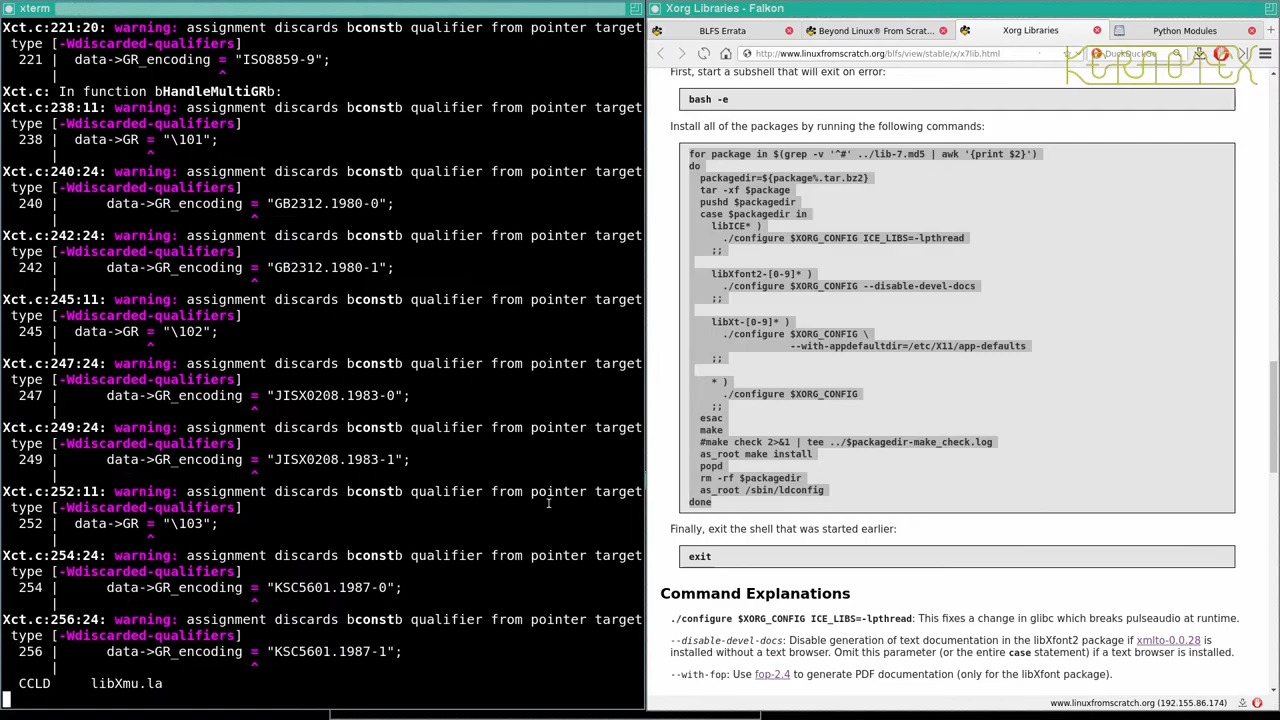 xterm
Xct.c:221:20: warning: assignment discards bconstb qualifier from pointer target
type [-Wdiscarded-qualifiers]
221 | data->GR_encoding = "ISO8859-9";
| ^
Xct.c: In function bHandleMultiGRb:
Xct.c:238:11: warning: assignment discards bconstb qualifier from pointer target
type [-Wdiscarded-qualifiers]
238 | data->GR = "\101";
| ^
Xct.c:240:24: warning: assignment discards bconstb qualifier from pointer target
type [-Wdiscarded-qualifiers]
240 | data->GR_encoding = "GB2312.1980-0";
| ^
Xct.c:242:24: warning: assignment discards bconstb qualifier from pointer target
type [-Wdiscarded-qualifiers]
242 | data->GR_encoding = "GB2312.1980-1";
| ^
Xct.c:245:11: warning: assignment discards bconstb qualifier from pointer target
type [-Wdiscarded-qualifiers]
245 | data->GR = "\102";
| ^
Xct.c:247:24: warning: assignment discards bconstb qualifier from pointer target
type [-Wdiscarded-qualifiers]
247 | data->GR_encoding = "JISX0208.1983-0";
| ^
Xct.c:249:24: warning: assignment discards bconstb qualifier from pointer target
type [-Wdiscarded-qualifiers]
249 | data->GR_encoding = "JISX0208.1983-1";
| ^
Xct.c:252:11: warning: assignment discards bconstb qualifier from pointer target
type [-Wdiscarded-qualifiers]
252 | data->GR = "\103";
| ^
Xct.c:254:24: warning: assignment discards bconstb qualifier from pointer target
type [-Wdiscarded-qualifiers]
254 | data->GR_encoding = "KSC5601.1987-0";
| ^
Xct.c:256:24: warning: assignment discards bconstb qualifier from pointer target
type [-Wdiscarded-qualifiers]
256 | data->GR_encoding = "KSC5601.1987-1";
| ^
CCLD libXmu.la
Xorg Libraries - Falkon
BLFS Errata
Beyond Linux® From Scrat...
Xorg Libraries
Python Modules
http://www.linuxfromscratch.org/blfs/view/stable/x/x7lib.html
DuckDuckGo
KERNOTEX
First, start a subshell that will exit on error:
bash -e
Install all of the packages by running the following commands:
for package in $(grep -v '^#' ../lib-7.md5 | awk '{print $2}')
do
packagedir=${package%.tar.bz2}
tar -xf $package
pushd $packagedir
case $packagedir in
libICE* )
./configure $XORG_CONFIG ICE_LIBS=-lpthread
;;
libXfont2-[0-9]* )
./configure $XORG_CONFIG --disable-devel-docs
;;
libXt-[0-9]* )
./configure $XORG_CONFIG \
--with-appdefaultdir=/etc/X11/app-defaults
;;
* )
./configure $XORG_CONFIG
;;
esac
make
#make check 2>&1 | tee ../$packagedir-make_check.log
as_root make install
popd
rm -rf $packagedir
as_root /sbin/ldconfig
done
Finally, exit the shell that was started earlier:
exit
Command Explanations
./configure $XORG_CONFIG ICE_LIBS=-lpthread: This fixes a change in glibc which breaks pulseaudio at runtime.
--disable-devel-docs: Disable generation of text documentation in the libXfont2 package if xmlto-0.0.28 is
installed without a text browser. Omit this parameter (or the entire case statement) if a text browser is installed.
--with-fop: Use fop-2.4 to generate PDF documentation (only for the libXfont package).
www.linuxfromscratch.org (192.155.86.174)